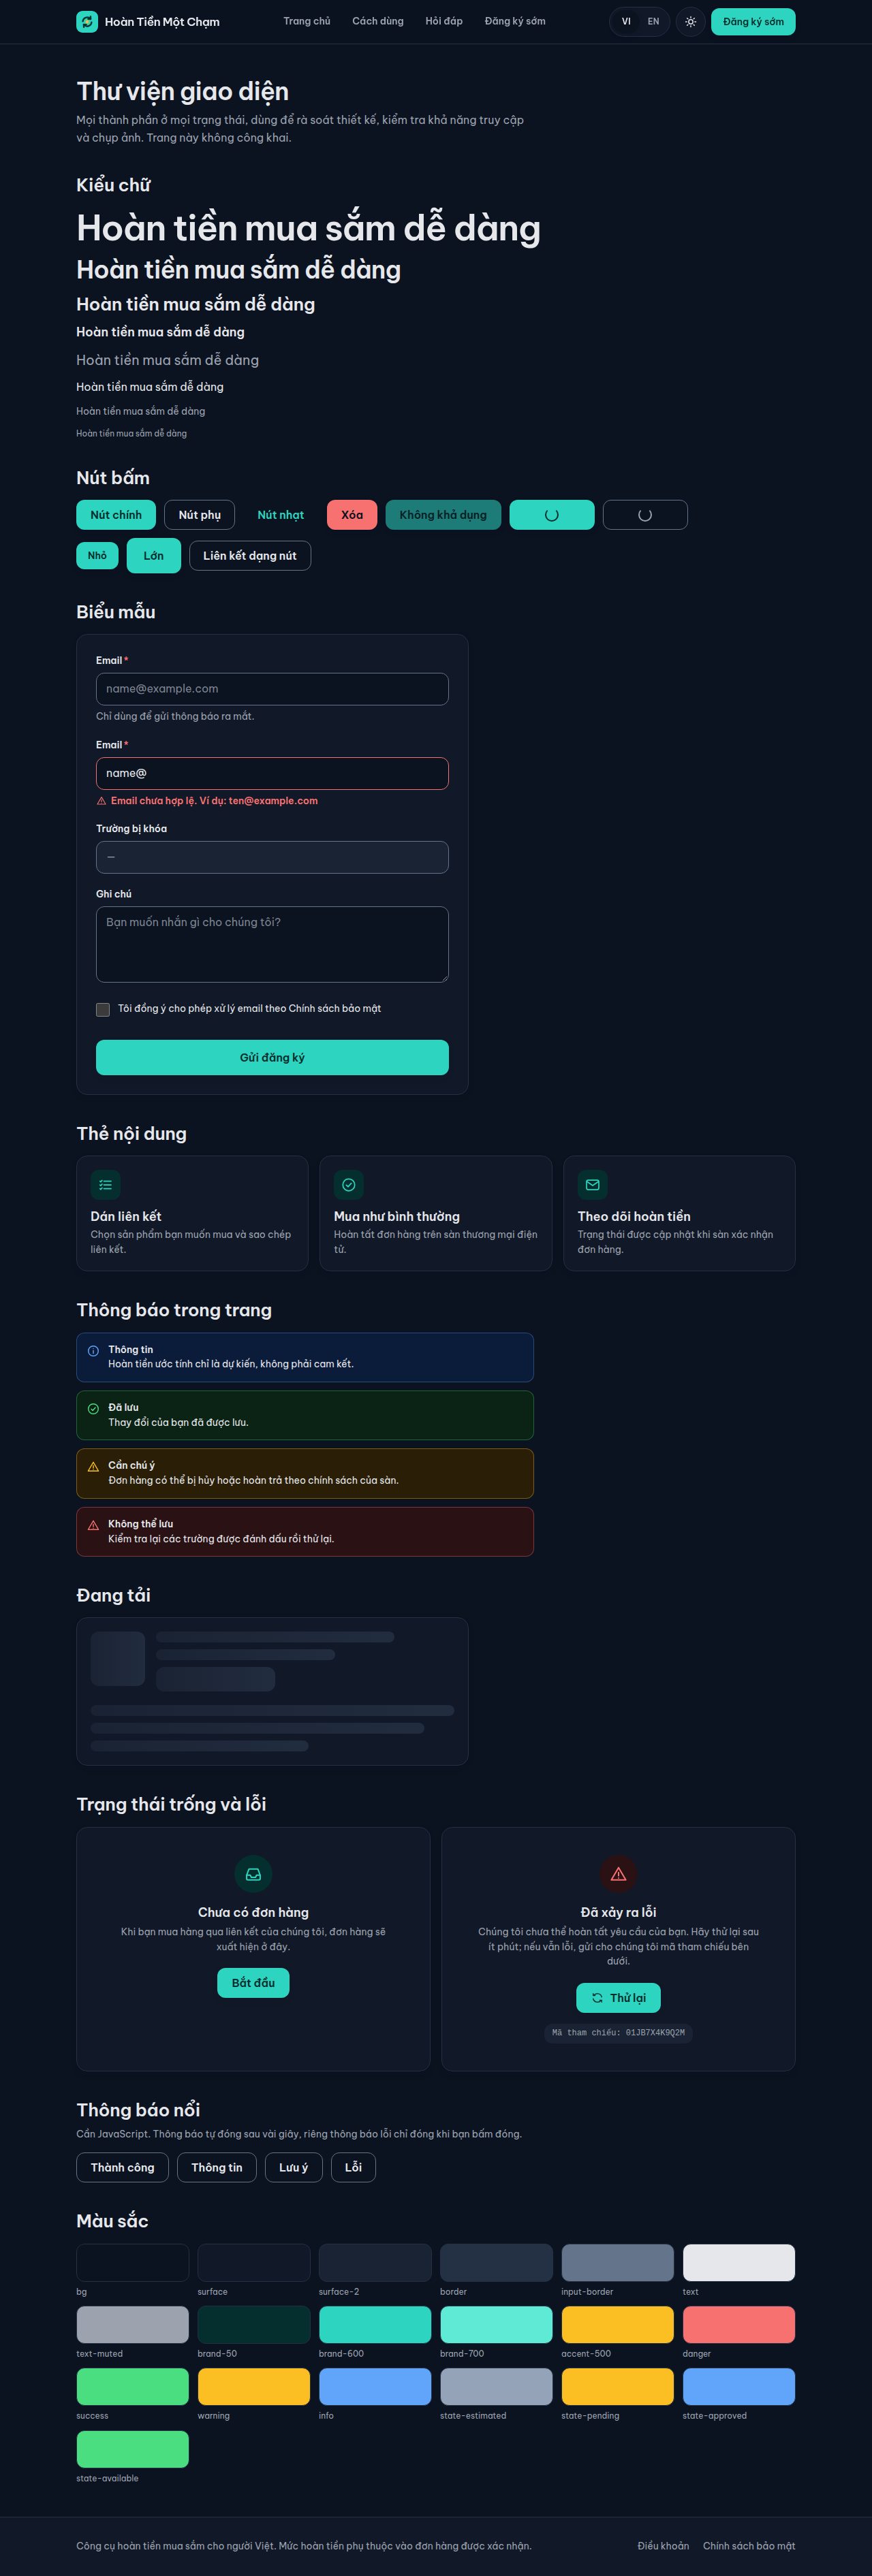 Hoàn Tiền Một Chạm
Trang chủ
Cách dùng
Hỏi đáp
Đăng ký sớm
VI
EN
Đăng ký sớm
Thư viện giao diện
Mọi thành phần ở mọi trạng thái, dùng để rà soát thiết kế, kiểm tra khả năng truy cập
và chụp ảnh. Trang này không công khai.
Kiểu chữ
Hoàn tiền mua sắm dễ dàng
Hoàn tiền mua sắm dễ dàng
Hoàn tiền mua sắm dễ dàng
Hoàn tiền mua sắm dễ dàng
Hoàn tiền mua sắm dễ dàng
Hoàn tiền mua sắm dễ dàng
Hoàn tiền mua sắm dễ dàng
Hoàn tiền mua sắm dễ dàng
Nút bấm
Nút chính
Nút phụ
Nút nhạt
Xóa
Không khả dụng
Nhỏ
Lớn
Liên kết dạng nút
Biểu mẫu
Email *
name@example.com
Chỉ dùng để gửi thông báo ra mắt.
Email *
name@
Email chưa hợp lệ. Ví dụ: ten@example.com
Trường bị khóa
—
Ghi chú
Bạn muốn nhắn gì cho chúng tôi?
Tôi đồng ý cho phép xử lý email theo Chính sách bảo mật
Gửi đăng ký
Thẻ nội dung
Dán liên kết
Chọn sản phẩm bạn muốn mua và sao chép
liên kết.
Mua như bình thường
Hoàn tất đơn hàng trên sàn thương mại điện
tử.
Theo dõi hoàn tiền
Trạng thái được cập nhật khi sàn xác nhận
đơn hàng.
Thông báo trong trang
Thông tin
Hoàn tiền ước tính chỉ là dự kiến, không phải cam kết.
Đã lưu
Thay đổi của bạn đã được lưu.
Cần chú ý
Đơn hàng có thể bị hủy hoặc hoàn trả theo chính sách của sàn.
Không thể lưu
Kiểm tra lại các trường được đánh dấu rồi thử lại.
Đang tải
Trạng thái trống và lỗi
Chưa có đơn hàng
Khi bạn mua hàng qua liên kết của chúng tôi, đơn hàng sẽ
xuất hiện ở đây.
Bắt đầu
Đã xảy ra lỗi
Chúng tôi chưa thể hoàn tất yêu cầu của bạn. Hãy thử lại sau
ít phút; nếu vẫn lỗi, gửi cho chúng tôi mã tham chiếu bên
dưới.
Thử lại
Mã tham chiếu: 01JB7X4K9Q2M
Thông báo nổi
Cần JavaScript. Thông báo tự đóng sau vài giây, riêng thông báo lỗi chỉ đóng khi bạn bấm đóng.
Thành công
Thông tin
Lưu ý
Lỗi
Màu sắc
bg
surface
surface-2
border
input-border
text
text-muted
brand-50
brand-600
brand-700
accent-500
danger
success
warning
info
state-estimated
state-pending
state-approved
state-available
Công cụ hoàn tiền mua sắm cho người Việt. Mức hoàn tiền phụ thuộc vào đơn hàng được xác nhận.
Điều khoản
Chính sách bảo mật